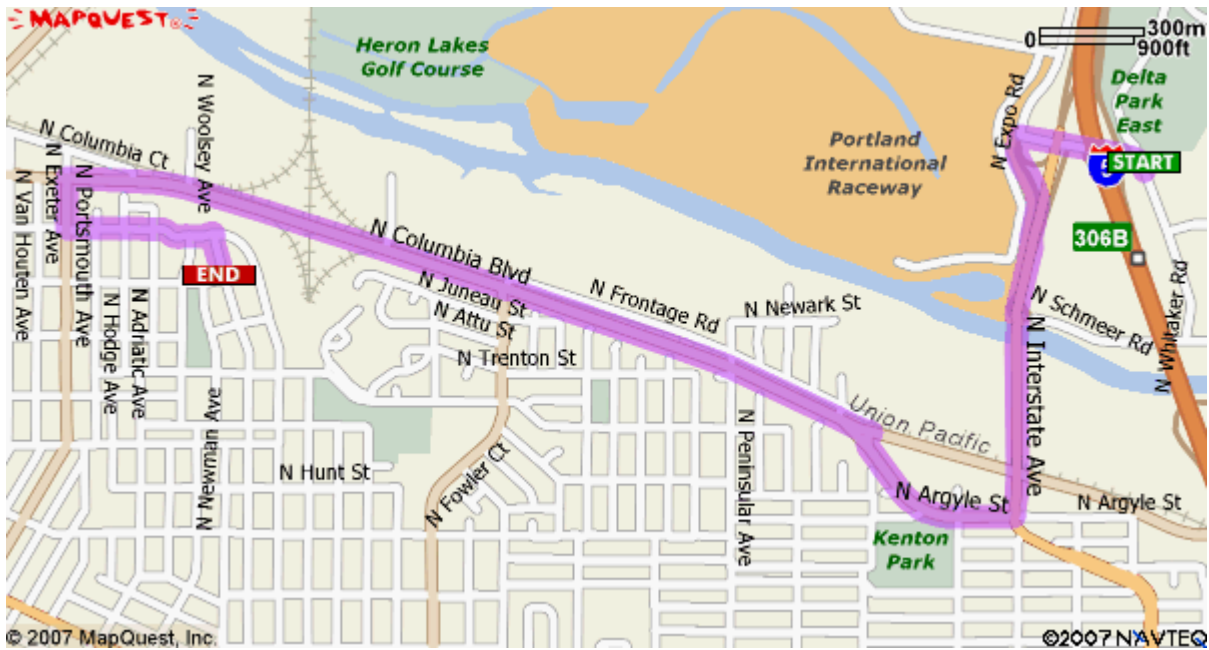 MAPQUEST
300m
0
900ft
Heron Lakes
Golf Course
Delta
Park
East
N Expo Rd
N Woolsey Ave
N Columbia Ct
Portland
International
Raceway
5
START
N Exeter Ave
N Portsmouth Ave
N Van Houten Ave
306B
N Columbia Blvd
END
N Juneau St
N Frontage Rd
N Attu St
N Newark St
N Schmeer Rd
N Whitaker Rd
N Hodge Ave
N Adriatic Ave
N Trenton St
N Interstate Ave
Union Pacific
N Newman Ave
N Peninsular Ave
N Hunt St
N Fowler Ct
N Argyle St
N Argyle St
Kenton
Park
© 2007 MapQuest, Inc.
©2007 NAVTEQ